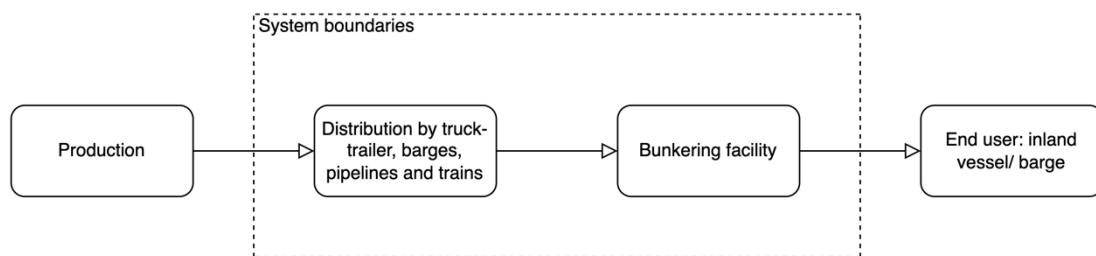 System boundaries
Production
Distribution by truck-
trailer, barges,
pipelines and trains
Bunkering facility
End user: inland
vessel/ barge